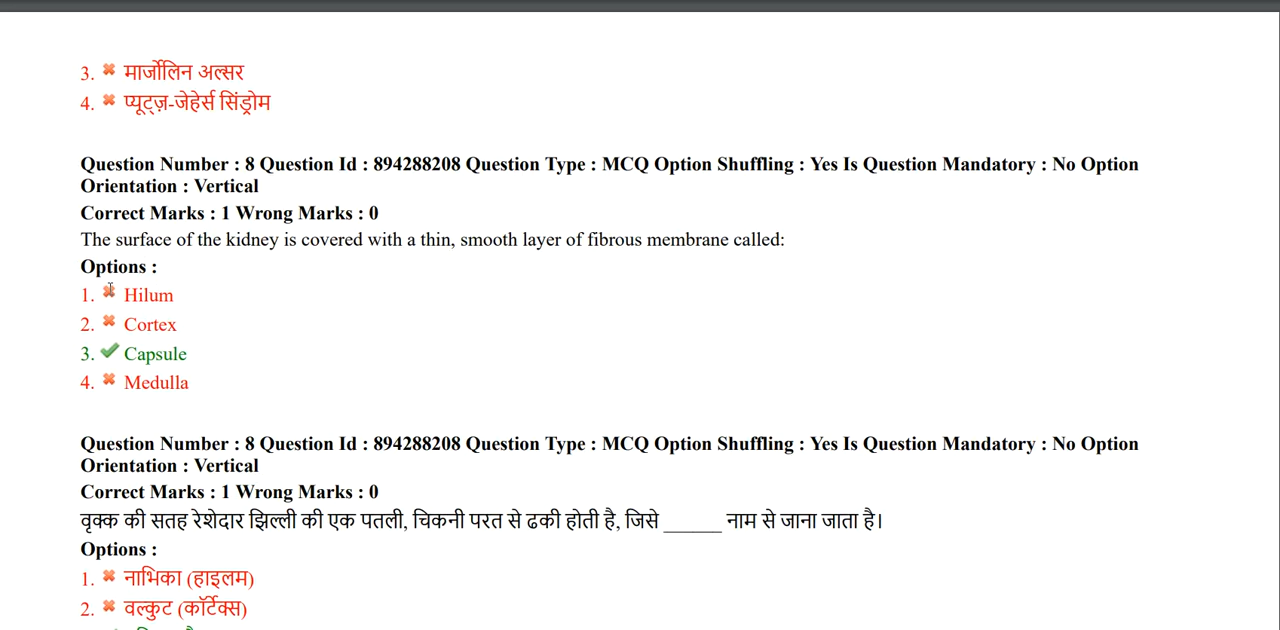 3. मार्जोलिन अल्सर
4. प्यूट्ज़-जेहेर्स सिंड्रोम
Question Number : 8 Question Id : 894288208 Question Type : MCQ Option Shuffling : Yes Is Question Mandatory : No Option
Orientation : Vertical
Correct Marks : 1 Wrong Marks : 0
The surface of the kidney is covered with a thin, smooth layer of fibrous membrane called:
Options :
1. Hilum
2. Cortex
3. Capsule
4. Medulla
Question Number : 8 Question Id : 894288208 Question Type : MCQ Option Shuffling : Yes Is Question Mandatory : No Option
Orientation : Vertical
Correct Marks : 1 Wrong Marks : 0
वृक्क की सतह रेशेदार झिल्ली की एक पतली, चिकनी परत से ढकी होती है, जिसे ______ नाम से जाना जाता है।
Options :
1. नाभिका (हाइलम)
2. वल्कुट (कॉर्टेक्स)